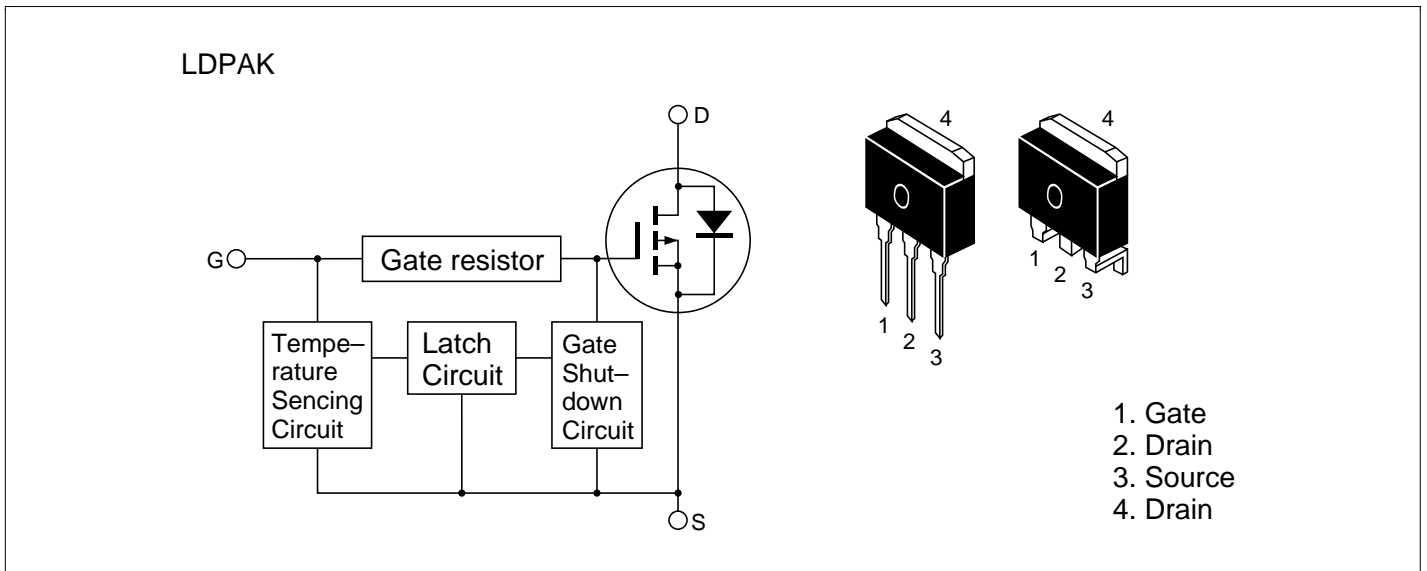 LDPAK
D
G
Gate resistor
Tempe–
rature
Sencing
Circuit
Latch
Circuit
Gate
Shut–
down
Circuit
S
4
1
2
3
4
1
2
3
1. Gate
2. Drain
3. Source
4. Drain